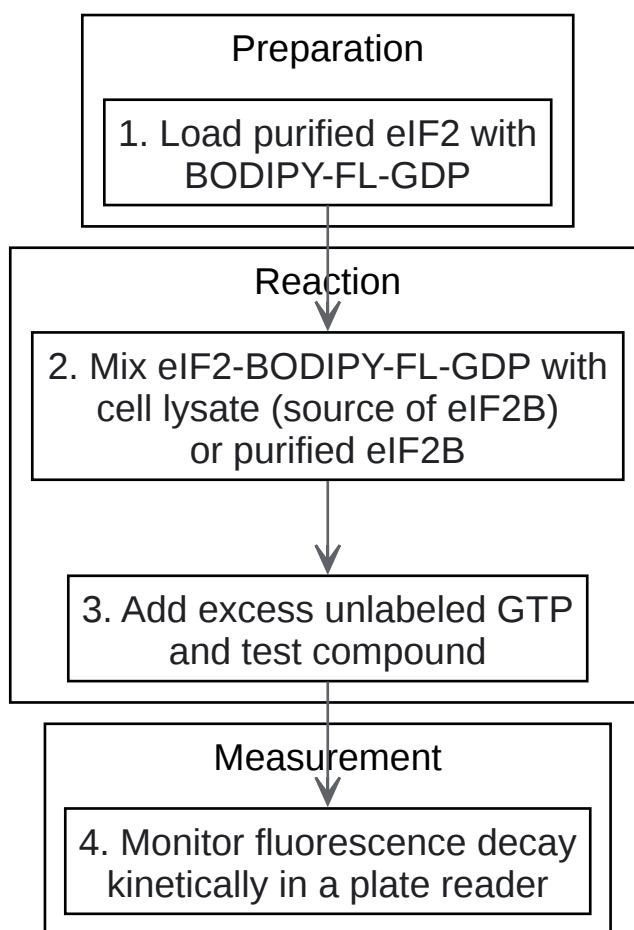 Preparation
1. Load purified eIF2 with
BODIPY-FL-GDP
Reaction
2. Mix eIF2-BODIPY-FL-GDP with
cell lysate (source of eIF2B)
or purified eIF2B
3. Add excess unlabeled GTP
and test compound
Measurement
4. Monitor fluorescence decay
kinetically in a plate reader